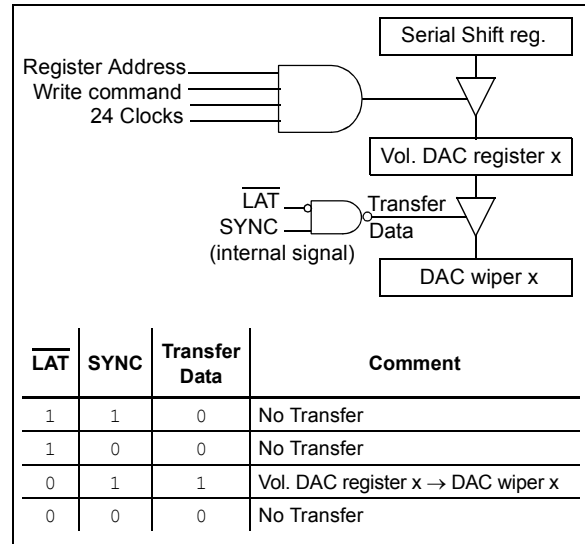 Serial Shift reg.
Register Address
Write command
24 Clocks
Vol. DAC register x
L̅A̅T̅
SYNC
(internal signal)
Transfer
Data
DAC wiper x
L̅A̅T̅ SYNC Transfer Data Comment
1 1 0 No Transfer
1 0 0 No Transfer
0 1 1 Vol. DAC register x → DAC wiper x
0 0 0 No Transfer